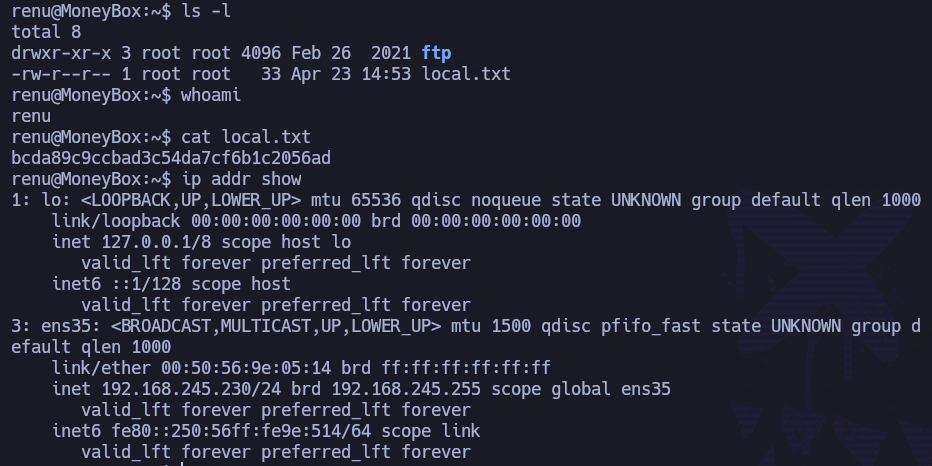 renu@MoneyBox:~$ ls -l
total 8
drwxr-xr-x 3 root root 4096 Feb 26  2021 ftp
-rw-r--r-- 1 root root   33 Apr 23 14:53 local.txt
renu@MoneyBox:~$ whoami
renu
renu@MoneyBox:~$ cat local.txt
bcda89c9ccbad3c54da7cf6b1c2056ad
renu@MoneyBox:~$ ip addr show
1: lo: <LOOPBACK,UP,LOWER_UP> mtu 65536 qdisc noqueue state UNKNOWN group default qlen 1000
    link/loopback 00:00:00:00:00:00 brd 00:00:00:00:00:00
    inet 127.0.0.1/8 scope host lo
       valid_lft forever preferred_lft forever
    inet6 ::1/128 scope host
       valid_lft forever preferred_lft forever
3: ens35: <BROADCAST,MULTICAST,UP,LOWER_UP> mtu 1500 qdisc pfifo_fast state UNKNOWN group d
efault qlen 1000
    link/ether 00:50:56:9e:05:14 brd ff:ff:ff:ff:ff:ff
    inet 192.168.245.230/24 brd 192.168.245.255 scope global ens35
       valid_lft forever preferred_lft forever
    inet6 fe80::250:56ff:fe9e:514/64 scope link
       valid_lft forever preferred_lft forever